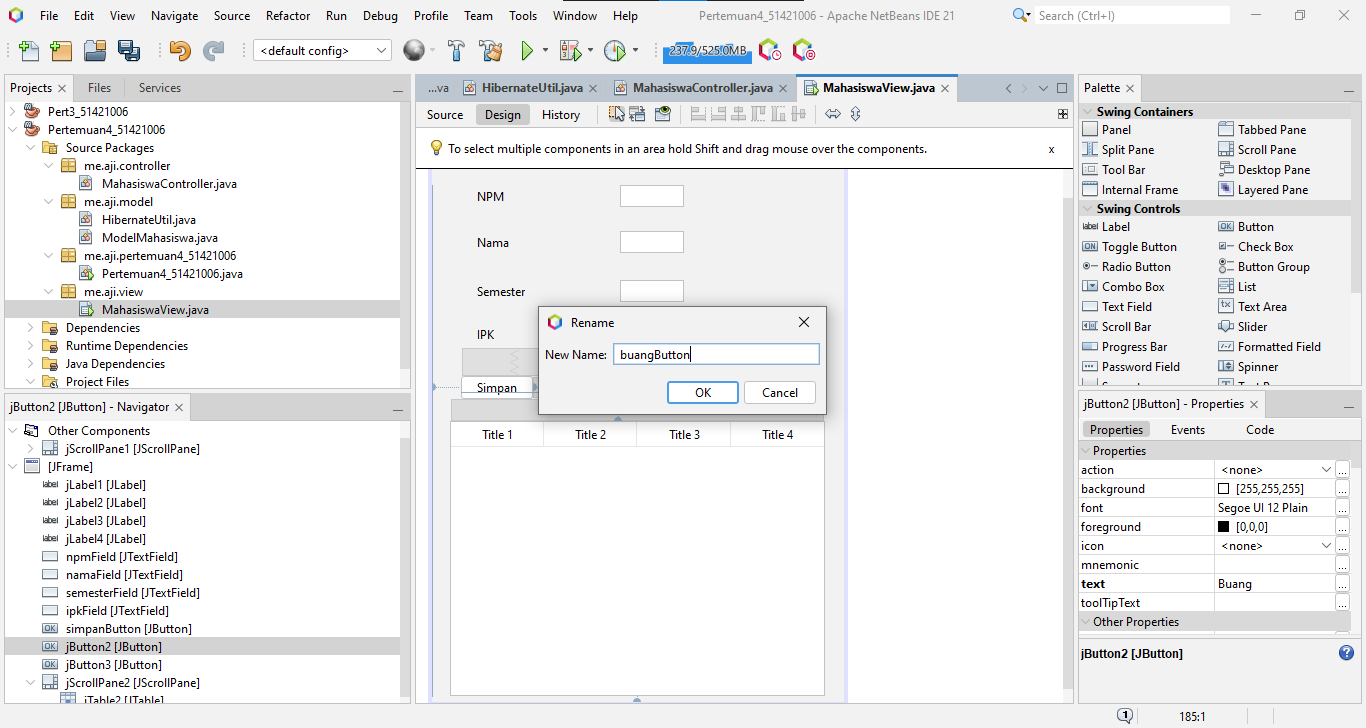 File Edit View Navigate Source Refactor Run Debug Profile Team Tools Window Help
Pertemuan4_51421006 - Apache NetBeans IDE 21
Search (Ctrl+I)
<default config>
237.9/525.0MB
Projects Files Services
Pert3_51421006
Pertemuan4_51421006
Source Packages
me.aji.controller
MahasiswaController.java
me.aji.model
HibernateUtil.java
ModelMahasiswa.java
me.aji.pertemuan4_51421006
Pertemuan4_51421006.java
me.aji.view
MahasiswaView.java
Dependencies
Runtime Dependencies
Java Dependencies
Project Files
jButton2 [JButton] - Navigator
Other Components
jScrollPane1 [JScrollPane]
[JFrame]
label jLabel1 [JLabel]
label jLabel2 [JLabel]
label jLabel3 [JLabel]
label jLabel4 [JLabel]
npmField [JTextField]
namaField [JTextField]
semesterField [JTextField]
ipkField [JTextField]
OK simpanButton [JButton]
OK jButton2 [JButton]
OK jButton3 [JButton]
jScrollPane2 [JScrollPane]
jTable2 [JTable]
...va HibernateUtil.java MahasiswaController.java MahasiswaView.java
Source Design History
To select multiple components in an area hold Shift and drag mouse over the components. x
NPM
Nama
Semester
IPK
Simpan
Title 1 Title 2 Title 3 Title 4
Rename
New Name: buangButton
OK Cancel
Palette
Swing Containers
Panel Tabbed Pane
Split Pane Scroll Pane
Tool Bar Desktop Pane
Internal Frame Layered Pane
Swing Controls
label Label OK Button
ON Toggle Button Check Box
Radio Button Button Group
Combo Box List
Text Field Text Area
Scroll Bar Slider
Progress Bar Formatted Field
Password Field Spinner
jButton2 [JButton] - Properties
Properties Events Code
Properties
action <none> ...
background [255,255,255] ...
font Segoe UI 12 Plain ...
foreground [0,0,0] ...
icon <none> ...
mnemonic ...
text Buang ...
toolTipText ...
Other Properties
jButton2 [JButton]
1 185:1